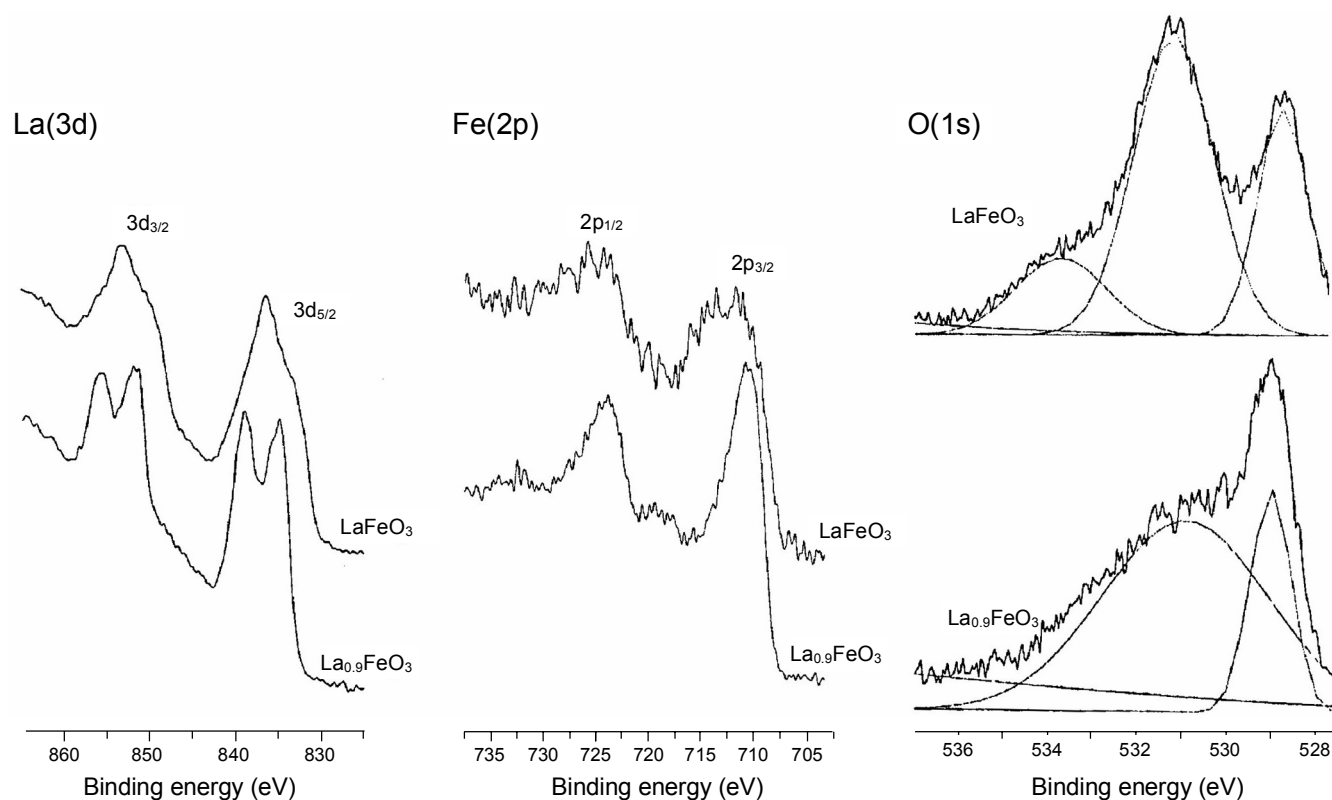 La(3d)
3d₃/₂
3d₅/₂
LaFeO₃
La₀.₉FeO₃
860 850 840 830
Binding energy (eV)
Fe(2p)
2p₁/₂
2p₃/₂
LaFeO₃
La₀.₉FeO₃
735 730 725 720 715 710 705
Binding energy (eV)
O(1s)
LaFeO₃
La₀.₉FeO₃
536 534 532 530 528
Binding energy (eV)